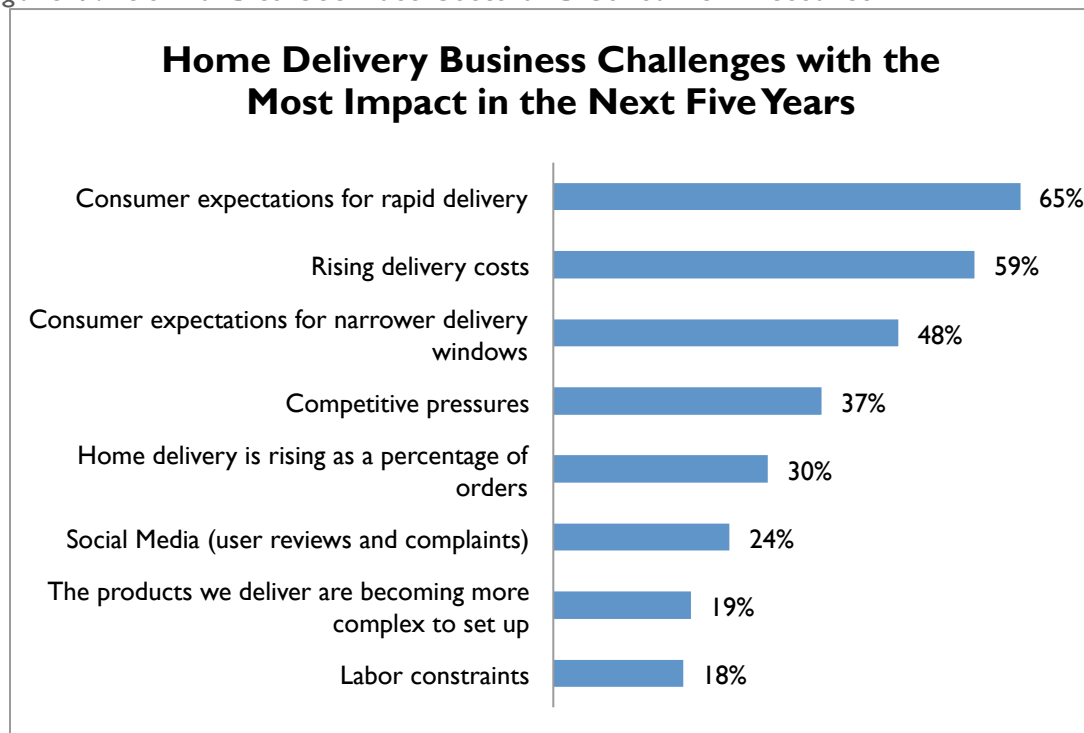 Home Delivery Business Challenges with the
Most Impact in the Next Five Years
Consumer expectations for rapid delivery
65%
Rising delivery costs
59%
Consumer expectations for narrower delivery
windows
48%
Competitive pressures
37%
Home delivery is rising as a percentage of
orders
30%
Social Media (user reviews and complaints)
24%
The products we deliver are becoming more
complex to set up
19%
Labor constraints
18%